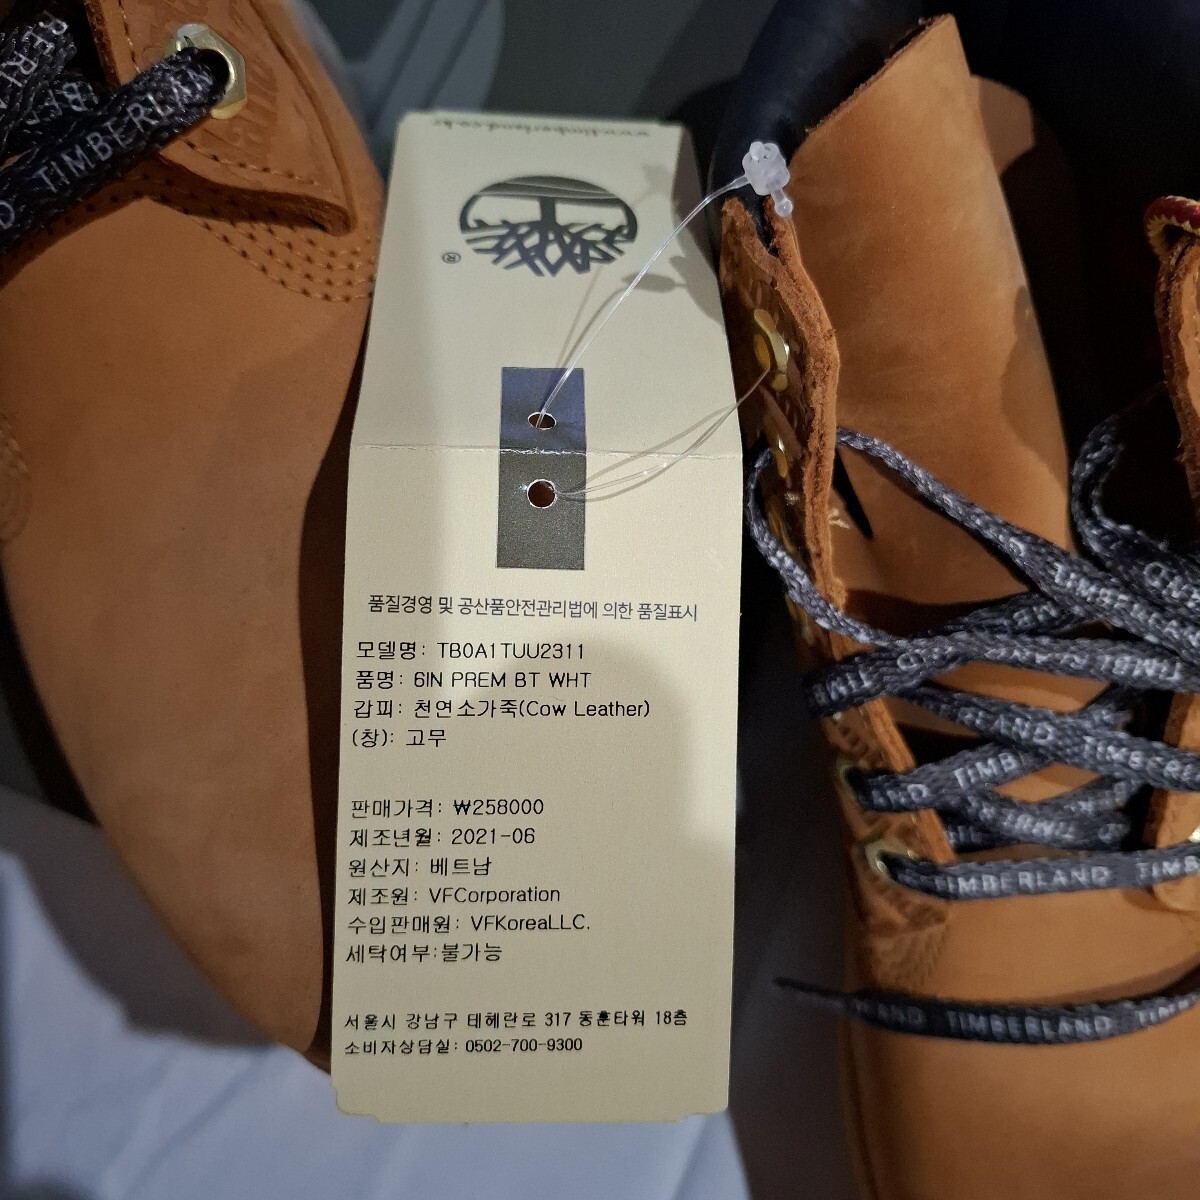 www.timberland.co.kr
®
품질경영 및 공산품안전관리법에 의한 품질표시
모델명: TB0A1TUU2311
품명: 6IN PREM BT WHT
갑피: 천연소가죽(Cow Leather)
(창): 고무
판매가격: ₩258000
제조년월: 2021-06
원산지: 베트남
제조원: VFCorporation
수입판매원: VFKoreaLLC.
세탁여부:불가능
서울시 강남구 테헤란로 317 동훈타워 18층
소비자상담실: 0502-700-9300
TIMBERLAND
TIMBERLAND TIMB
TIMBERLAND